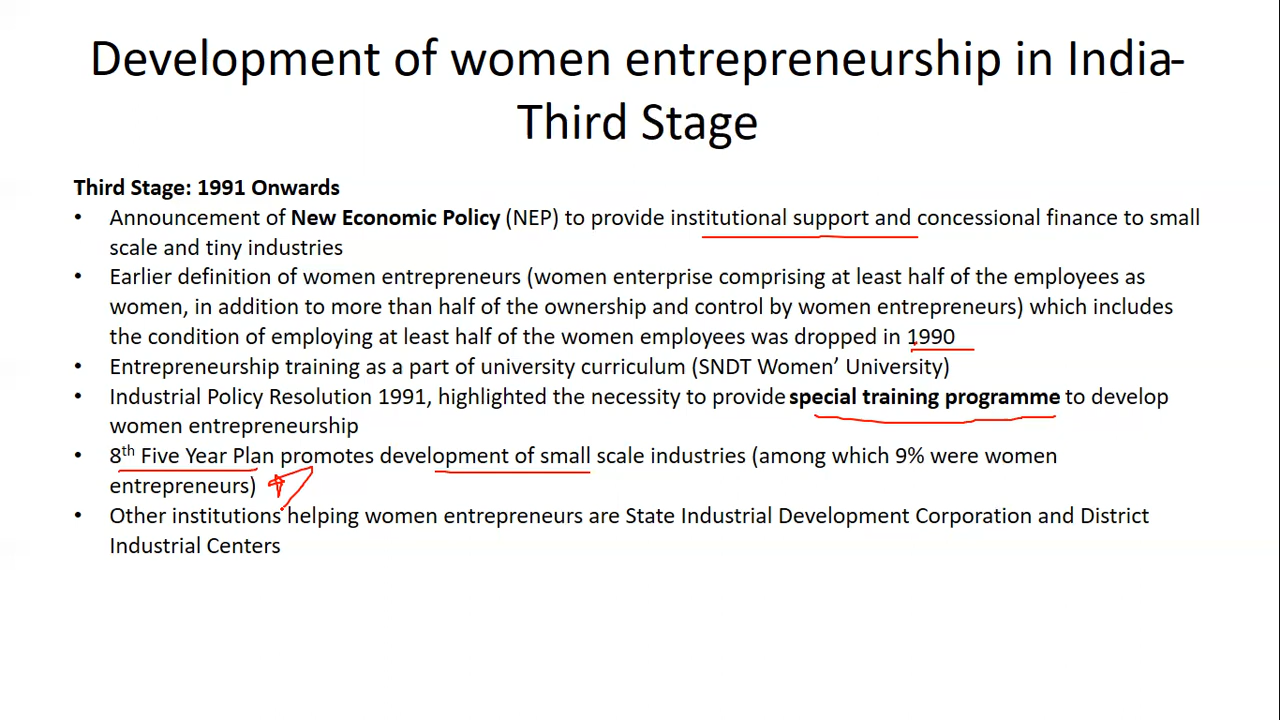 Development of women entrepreneurship in India-
Third Stage
Third Stage: 1991 Onwards
• Announcement of New Economic Policy (NEP) to provide institutional support and concessional finance to small
scale and tiny industries
• Earlier definition of women entrepreneurs (women enterprise comprising at least half of the employees as
women, in addition to more than half of the ownership and control by women entrepreneurs) which includes
the condition of employing at least half of the women employees was dropped in 1990
• Entrepreneurship training as a part of university curriculum (SNDT Women’ University)
• Industrial Policy Resolution 1991, highlighted the necessity to provide special training programme to develop
women entrepreneurship
• 8th Five Year Plan promotes development of small scale industries (among which 9% were women
entrepreneurs)
• Other institutions helping women entrepreneurs are State Industrial Development Corporation and District
Industrial Centers